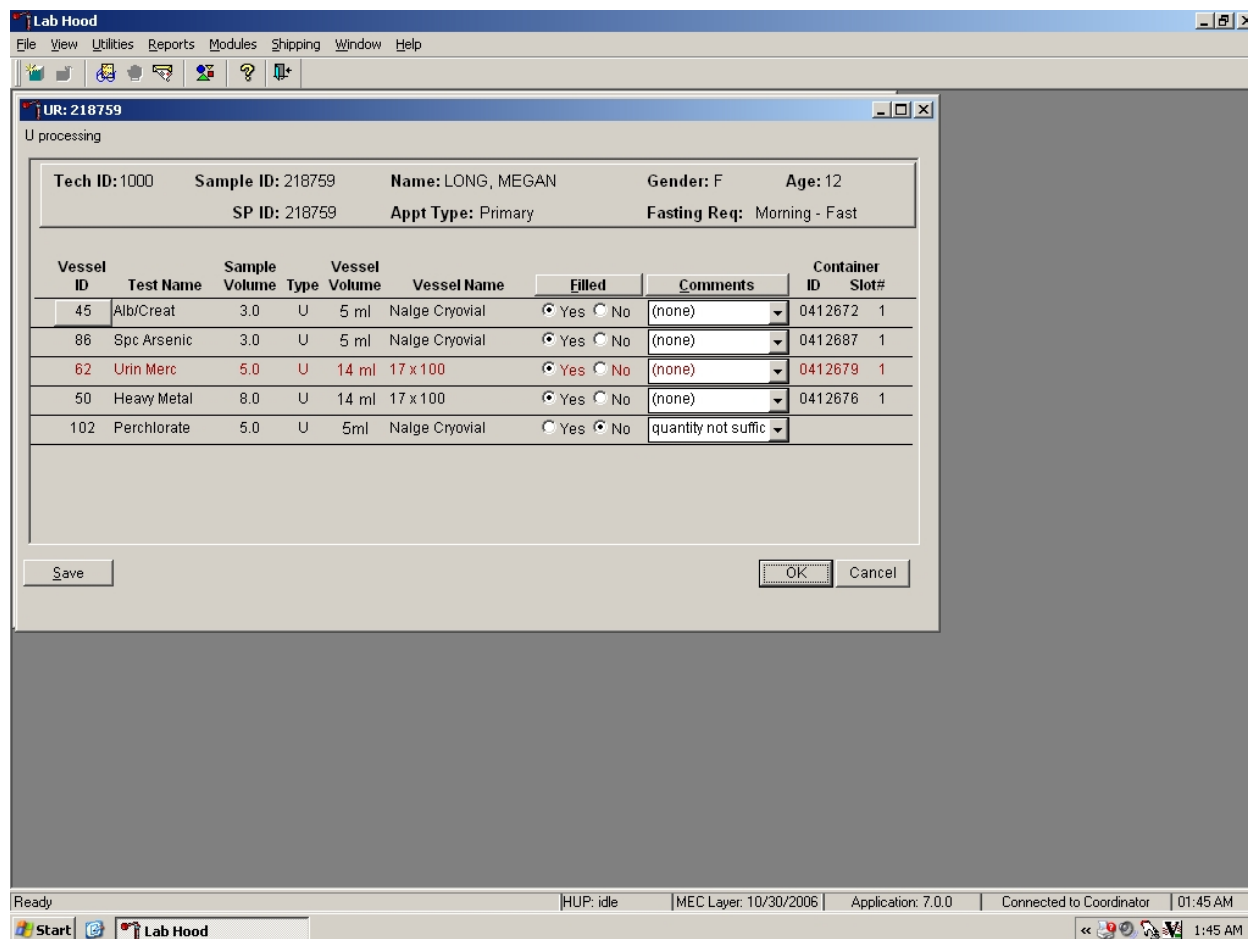 Lab Hood
File View Utilities Reports Modules Shipping Window Help
UR: 218759
U processing
Tech ID: 1000 Sample ID: 218759 Name: LONG, MEGAN Gender: F Age: 12
SP ID: 218759 Appt Type: Primary Fasting Req: Morning - Fast
Vessel Sample Vessel Container
ID Test Name Volume Type Volume Vessel Name Filled Comments ID Slot#
45 Alb/Creat 3.0 U 5 ml Nalge Cryovial Yes No (none) 0412672 1
86 Spc Arsenic 3.0 U 5 ml Nalge Cryovial Yes No (none) 0412687 1
62 Urin Merc 5.0 U 14 ml 17 x 100 Yes No (none) 0412679 1
50 Heavy Metal 8.0 U 14 ml 17 x 100 Yes No (none) 0412676 1
102 Perchlorate 5.0 U 5ml Nalge Cryovial Yes No quantity not suffic
Save OK Cancel
Ready HUP: idle MEC Layer: 10/30/2006 Application: 7.0.0 Connected to Coordinator 01:45 AM
Start Lab Hood « 1:45 AM